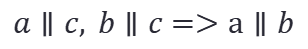 a ∥ c, b ∥ c => a ∥ b